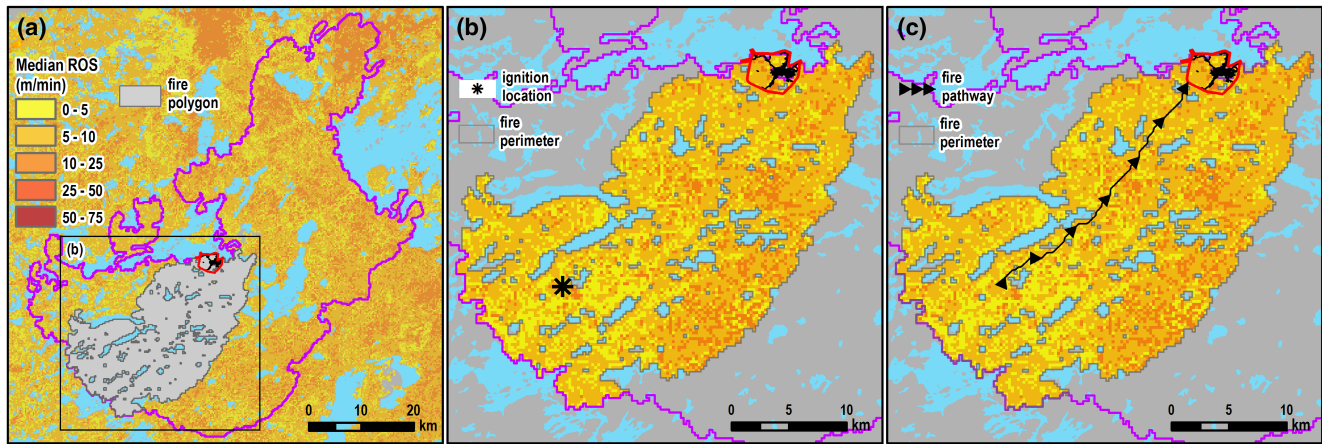 (a)
Median ROS
(m/min)
0 - 5
5 - 10
10 - 25
25 - 50
50 - 75
fire
polygon
(b)
0 10 20
km
(b)
ignition
location
fire
perimeter
0 5 10
km
(c)
fire
pathway
fire
perimeter
0 5 10
km